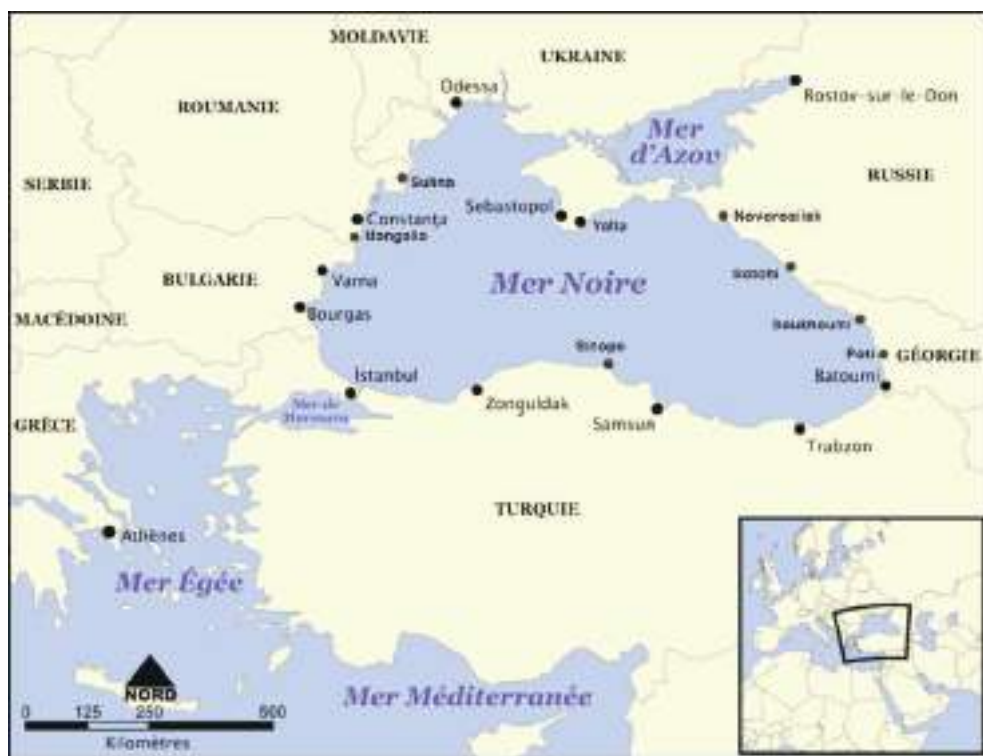 MOLDAVIE
UKRAINE
Odessa
Rostov-sur-le-Don
ROUMANIE
Mer
d'Azov
SERBIE
RUSSIE
Sulina
Sebastopol
Yalta
Constanța
Mangalia
BULGARIE
Varna
Mer Noire
MACÉDOINE
Bourgas
Soukhoumi
Sinope
Poti
GÉORGIE
Batoumi
İstanbul
Zonguldak
Mer de
Marmara
Samsun
GRÈCE
Trabzon
TURQUIE
Athènes
Mer Égée
NORD
Mer Méditerranée
0 125 250 500
Kilomètres